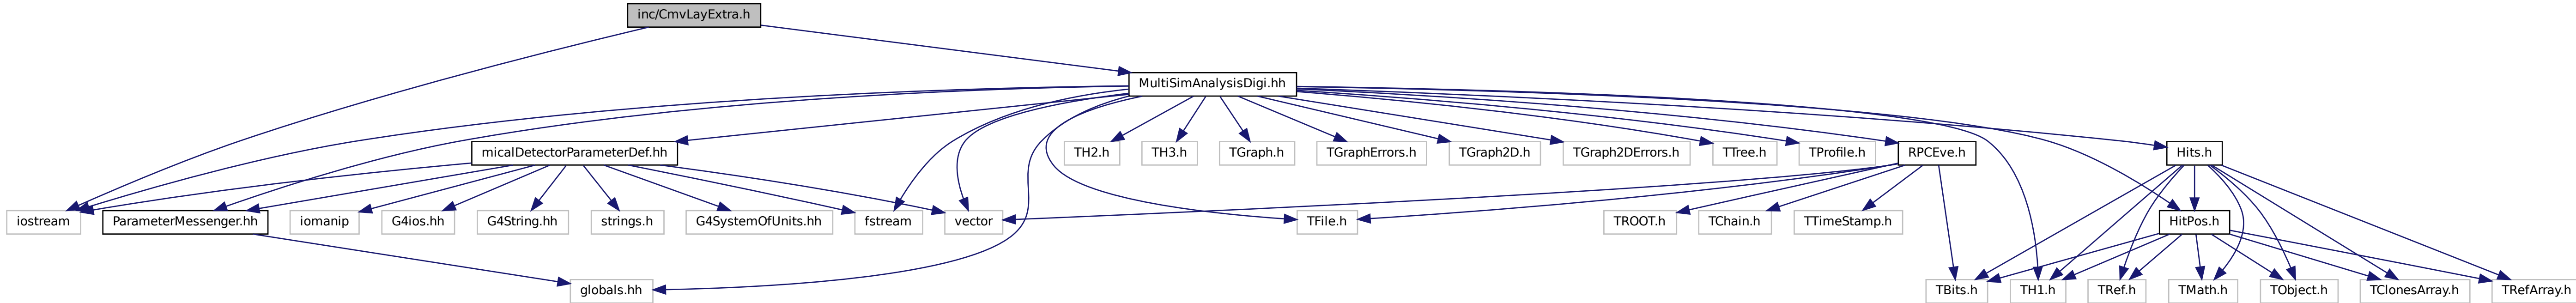 inc/CmvLayExtra.h
MultiSimAnalysisDigi.hh
micalDetectorParameterDef.hh
TH2.h
TH3.h
TGraph.h
TGraphErrors.h
TGraph2D.h
TGraph2DErrors.h
TTree.h
TProfile.h
RPCEve.h
Hits.h
iostream
ParameterMessenger.hh
iomanip
G4ios.hh
G4String.hh
strings.h
G4SystemOfUnits.hh
fstream
vector
TFile.h
TROOT.h
TChain.h
TTimeStamp.h
HitPos.h
globals.hh
TBits.h
TH1.h
TRef.h
TMath.h
TObject.h
TClonesArray.h
TRefArray.h